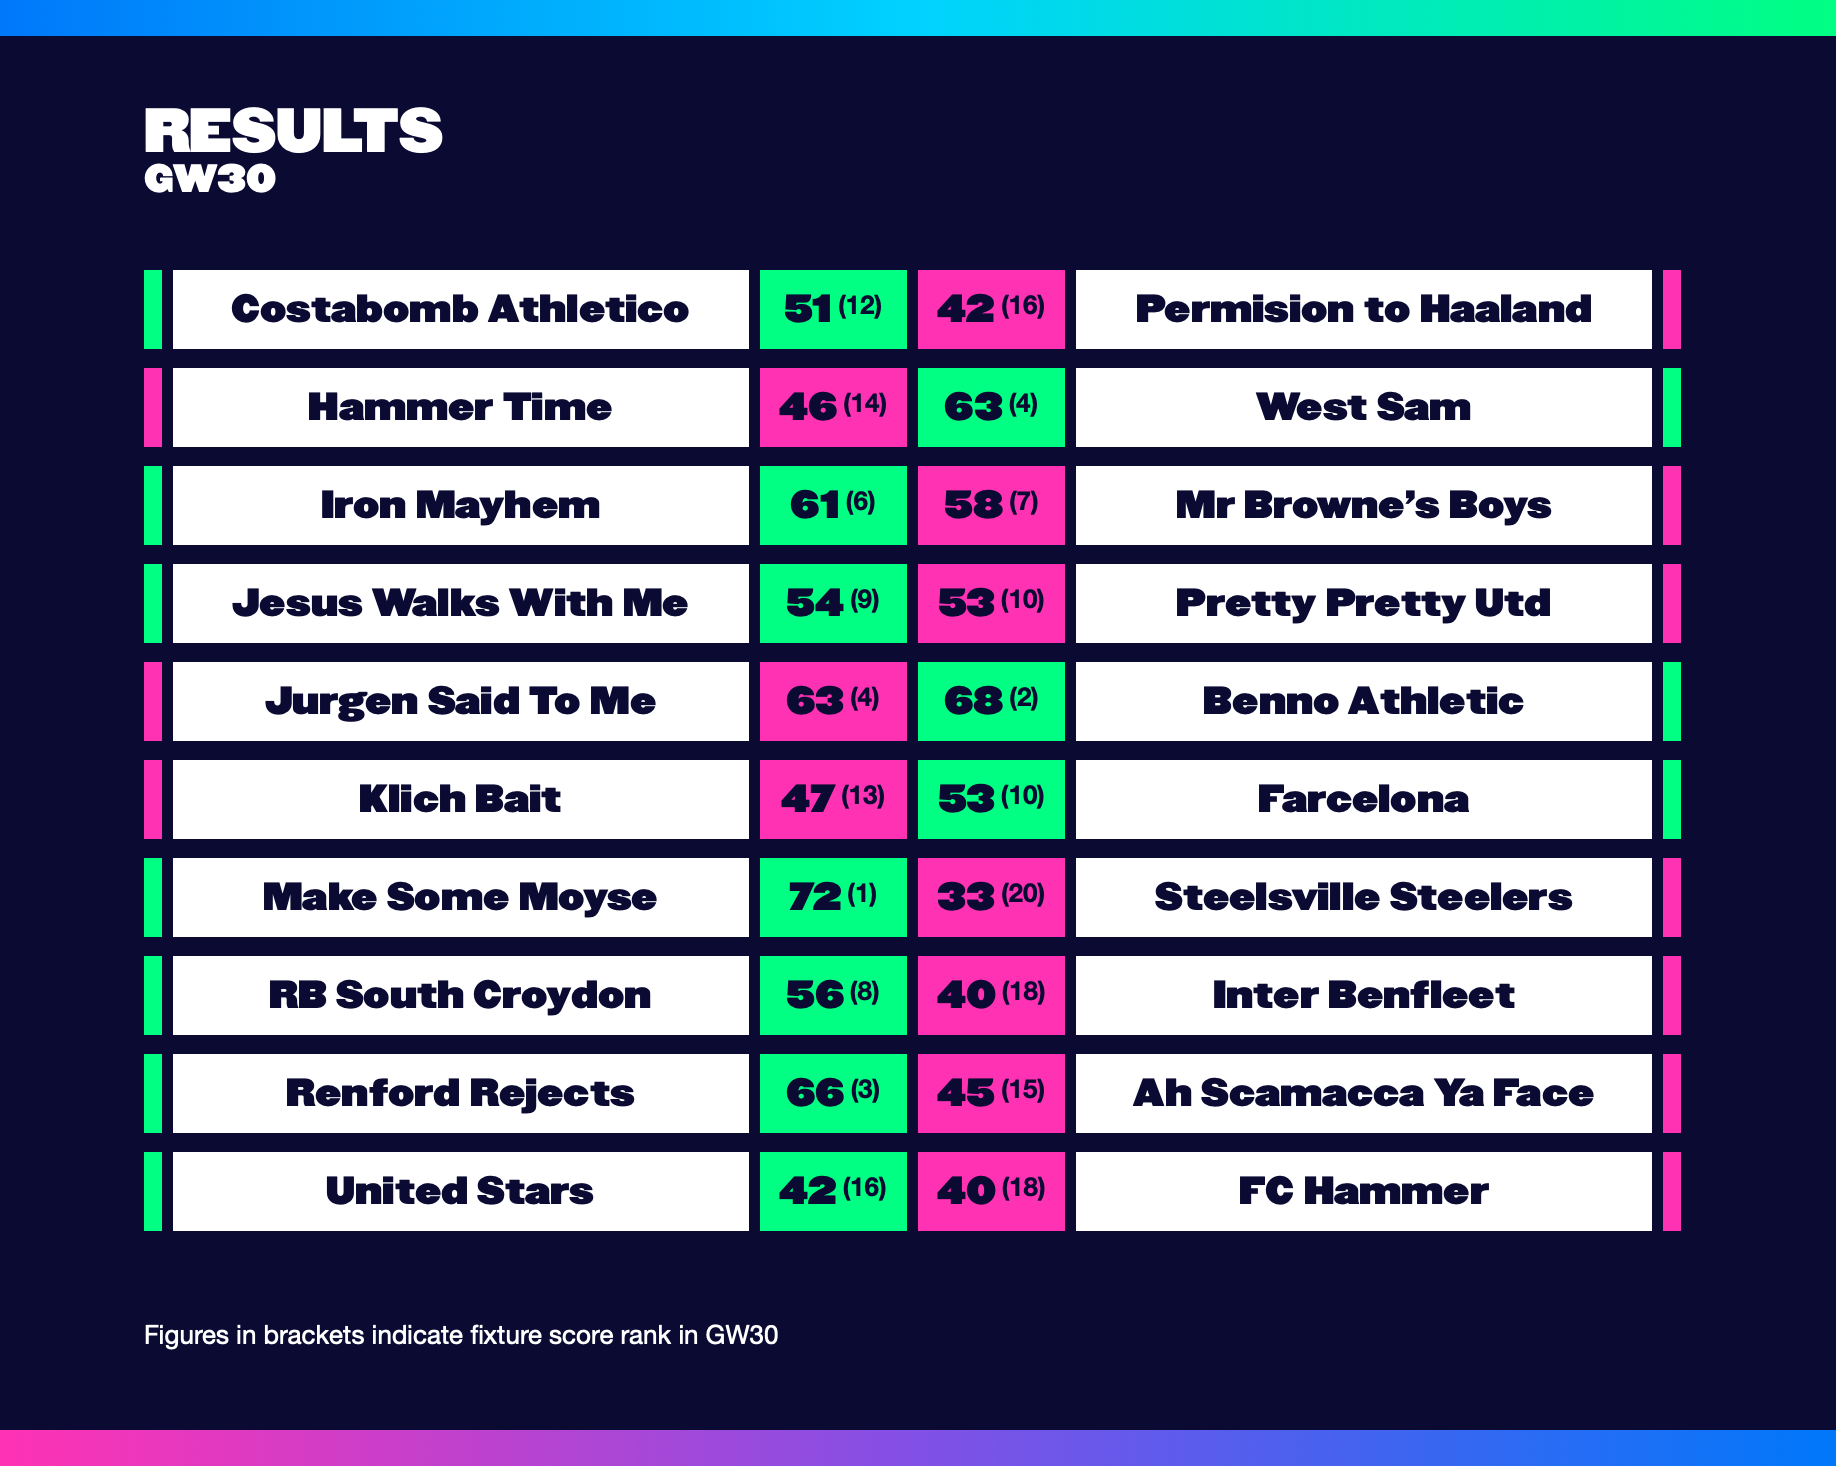 RESULTS
GW30
Costabomb Athletico 51 (12) 42 (16) Permision to Haaland
Hammer Time 46 (14) 63 (4) West Sam
Iron Mayhem 61 (6) 58 (7) Mr Browne’s Boys
Jesus Walks With Me 54 (9) 53 (10) Pretty Pretty Utd
Jurgen Said To Me 63 (4) 68 (2) Benno Athletic
Klich Bait 47 (13) 53 (10) Farcelona
Make Some Moyse 72 (1) 33 (20) Steelsville Steelers
RB South Croydon 56 (8) 40 (18) Inter Benfleet
Renford Rejects 66 (3) 45 (15) Ah Scamacca Ya Face
United Stars 42 (16) 40 (18) FC Hammer
Figures in brackets indicate fixture score rank in GW30